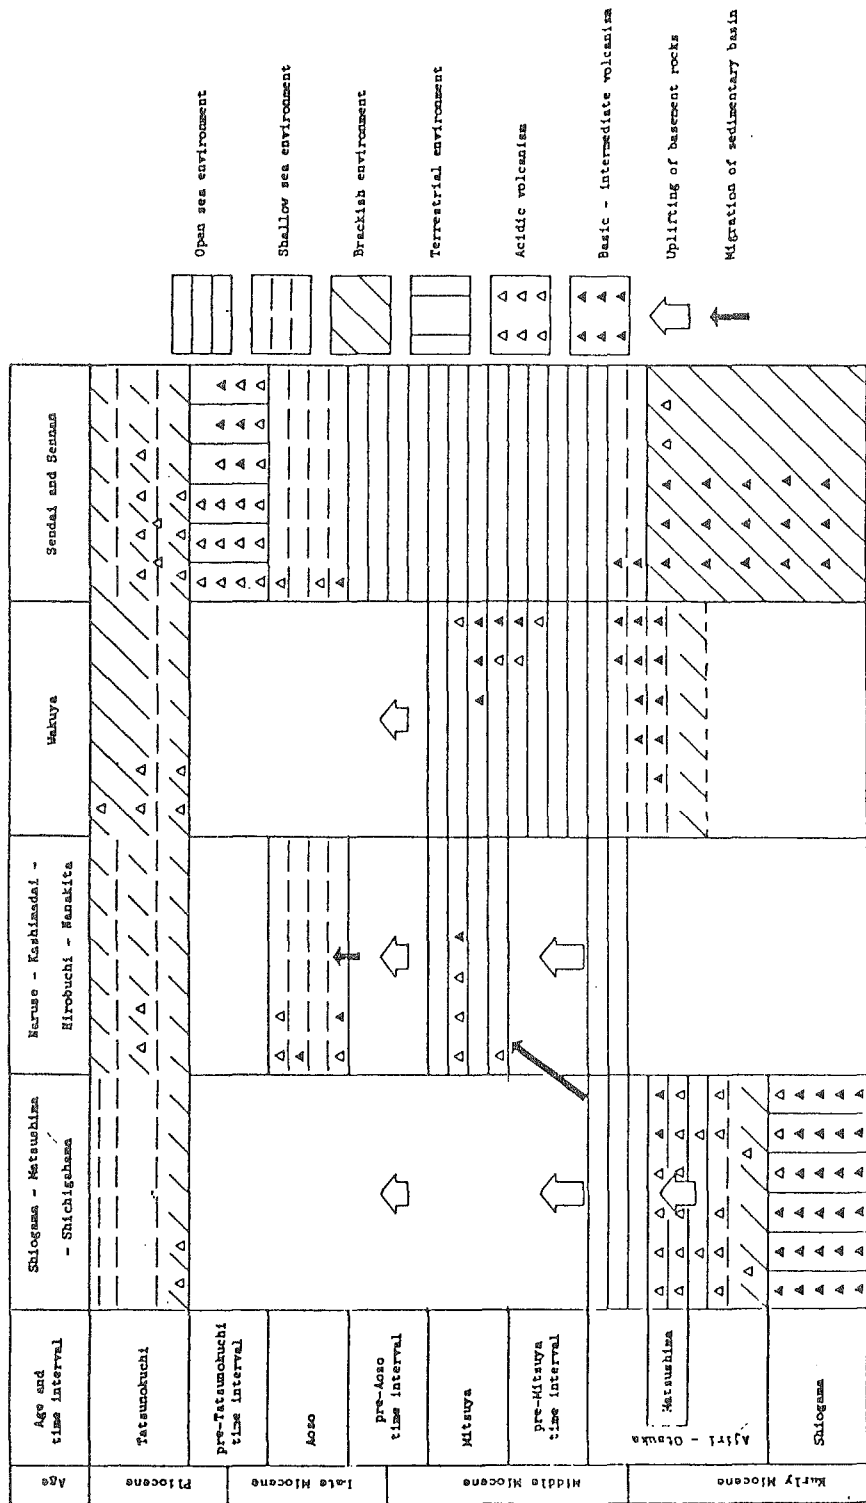 Age
Age and
time interval
Shiogama - Matsushima
- Shichigahama
Naruse - Kashimadai -
Hirobuchi - Nanakita
Wakuya
Sendai and Sennan
Pliocene
Late Miocene
Middle Miocene
Early Miocene
Tatsunokuchi
pre-Tatsunokuchi
time interval
Aoso
pre-Aoso
time interval
Mitsuya
pre-Mitsuya
time interval
Ajiri - Otsuka
Matsushima
Shiogama
Open sea environment
Shallow sea environment
Brackish environment
Terrestrial environment
Acidic volcanism
Basic - intermediate volcanism
Uplifting of basement rocks
Migration of sedimentary basin